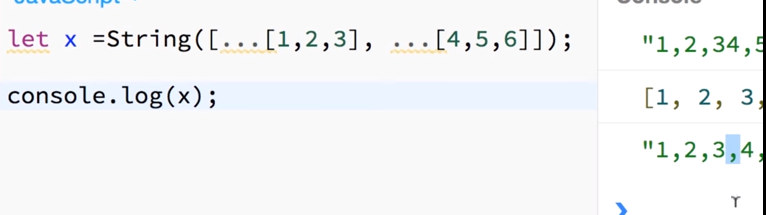 JavaScript
Console
let x =String([...[1,2,3], ...[4,5,6]]);
console.log(x);
"1,2,34,5
[1, 2, 3,
"1,2,3,4,